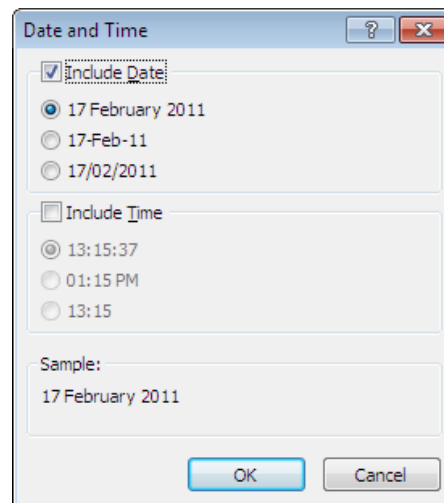 Date and Time
Include Date
17 February 2011
17-Feb-11
17/02/2011
Include Time
13:15:37
01:15 PM
13:15
Sample:
17 February 2011
OK
Cancel